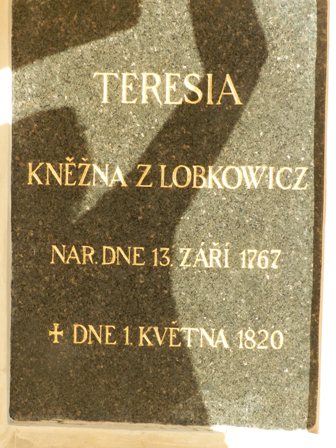 TERESIA
KNĚŽNA Z LOBKOWICZ
NAR. DNE 13. ZÁŘÍ 1767
✝ DNE 1. KVĚTNA 1820